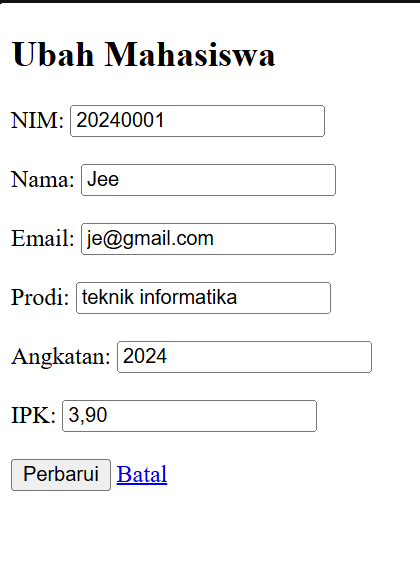 Ubah Mahasiswa
NIM: 20240001
Nama: Jee
Email: je@gmail.com
Prodi: teknik informatika
Angkatan: 2024
IPK: 3,90
Perbarui Batal